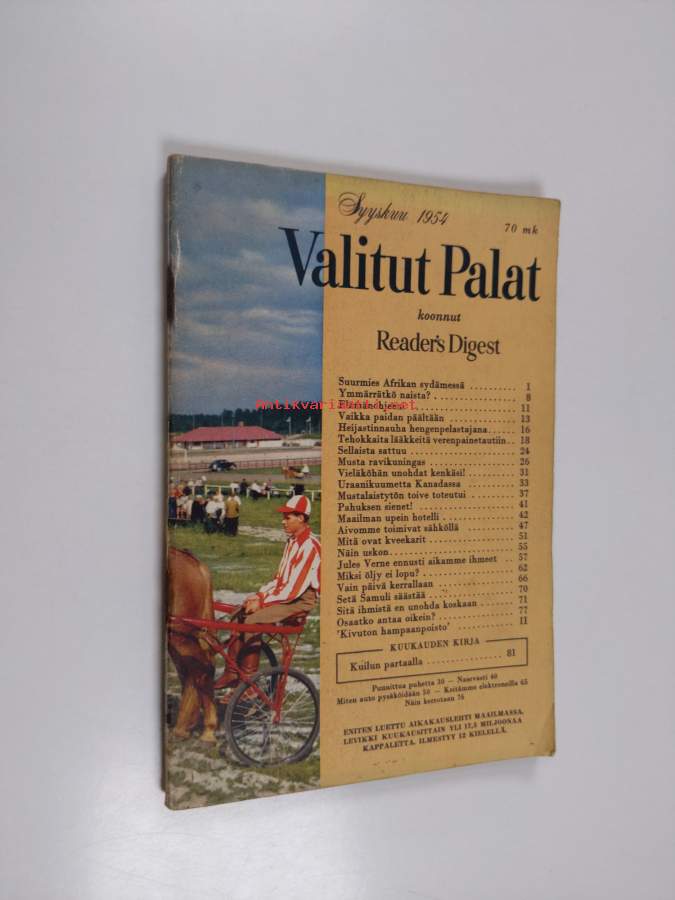 Syyskuu 1954
70 mk
Valitut Palat
koonnut
Reader's Digest
Suurmies Afrikan sydämessä .......... 1
Ymmärrätkö naista? .......... 8
Antikvariaatti.net
11
Vaikka paidan päältään .......... 13
Heijastinnauha hengenpelastajana .......... 16
Tehokkaita lääkkeitä verenpainetautiin .. 18
Sellaista sattuu .......... 24
Musta ravikuningas .......... 26
Vieläköhän unohdat kenkäsi! .......... 31
Uraanikuumetta Kanadassa .......... 33
Mustalaistytön toive toteutui .......... 37
Pahuksen sienet! .......... 41
Maailman upein hotelli .......... 42
Aivomme toimivat sähköllä .......... 47
Mitä ovat kveekarit .......... 51
Näin uskon .......... 55
Jules Verne ennusti aikamme ihmeet .. 57
Miksi öljy ei lopu? .......... 62
Vain päivä kerrallaan .......... 66
Setä Samuli säästää .......... 70
Sitä ihmistä en unohda koskaan .......... 71
Osaatko antaa oikein? .......... 77
'Kivuton hampaanpoisto' .......... 11
KUUKAUDEN KIRJA
Kuilun partaalla .......... 81
Punnittua puhetta 30 — Naurvasti 40
Miten auto pysäköidään 50 — Keitämme elektroneilla 65
Näin kerrotaan 76
ENITEN LUETTU AIKAKAUSLEHTI MAAILMASSA.
LEVIKKI KUUKAUSITTAIN YLI 17,5 MILJOONAA
KAPPALETTA. ILMESTYY 12 KIELELLÄ.